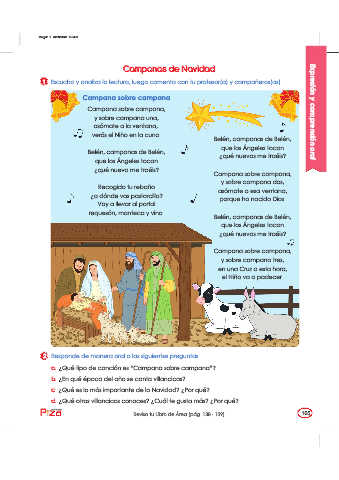 Campanas de Navidad
1 Escucha y analiza la lectura, luego comenta con tu profesor(a) y compañeros(as)
Campana sobre campana
Campana sobre campana,
y sobre campana una,
asómate a la ventana,
verás el Niño en la cuna
Belén, campanas de Belén,
que los Ángeles tocan
¿qué nueva me traéis?
Recogido tu rebaño
¿a dónde vas pastorcillo?
Voy a llevar al portal
requesón, manteca y vino
Belén, campanas de Belén,
que los Ángeles tocan
¿qué nuevas me traéis?
Campana sobre campana,
y sobre campana dos,
asómate a esa ventana,
porque ha nacido Dios
Belén, campanas de Belén,
que los Ángeles tocan
¿qué nuevas me traéis?
Campana sobre campana,
y sobre campana tres,
en una Cruz a esta hora,
el Niño va a padecer
Expresión y comprensión oral
2 Responde de manera oral a las siguientes preguntas
a. ¿Qué tipo de canción es "Campana sobre campana"?
b. ¿En qué época del año se canta villancicos?
c. ¿Qué es lo más importante de la Navidad? ¿Por qué?
d. ¿Qué otros villancicos conoces? ¿Cuál te gusta más? ¿Por qué?
Revisa tu Libro de Área (pág. 138 - 139)